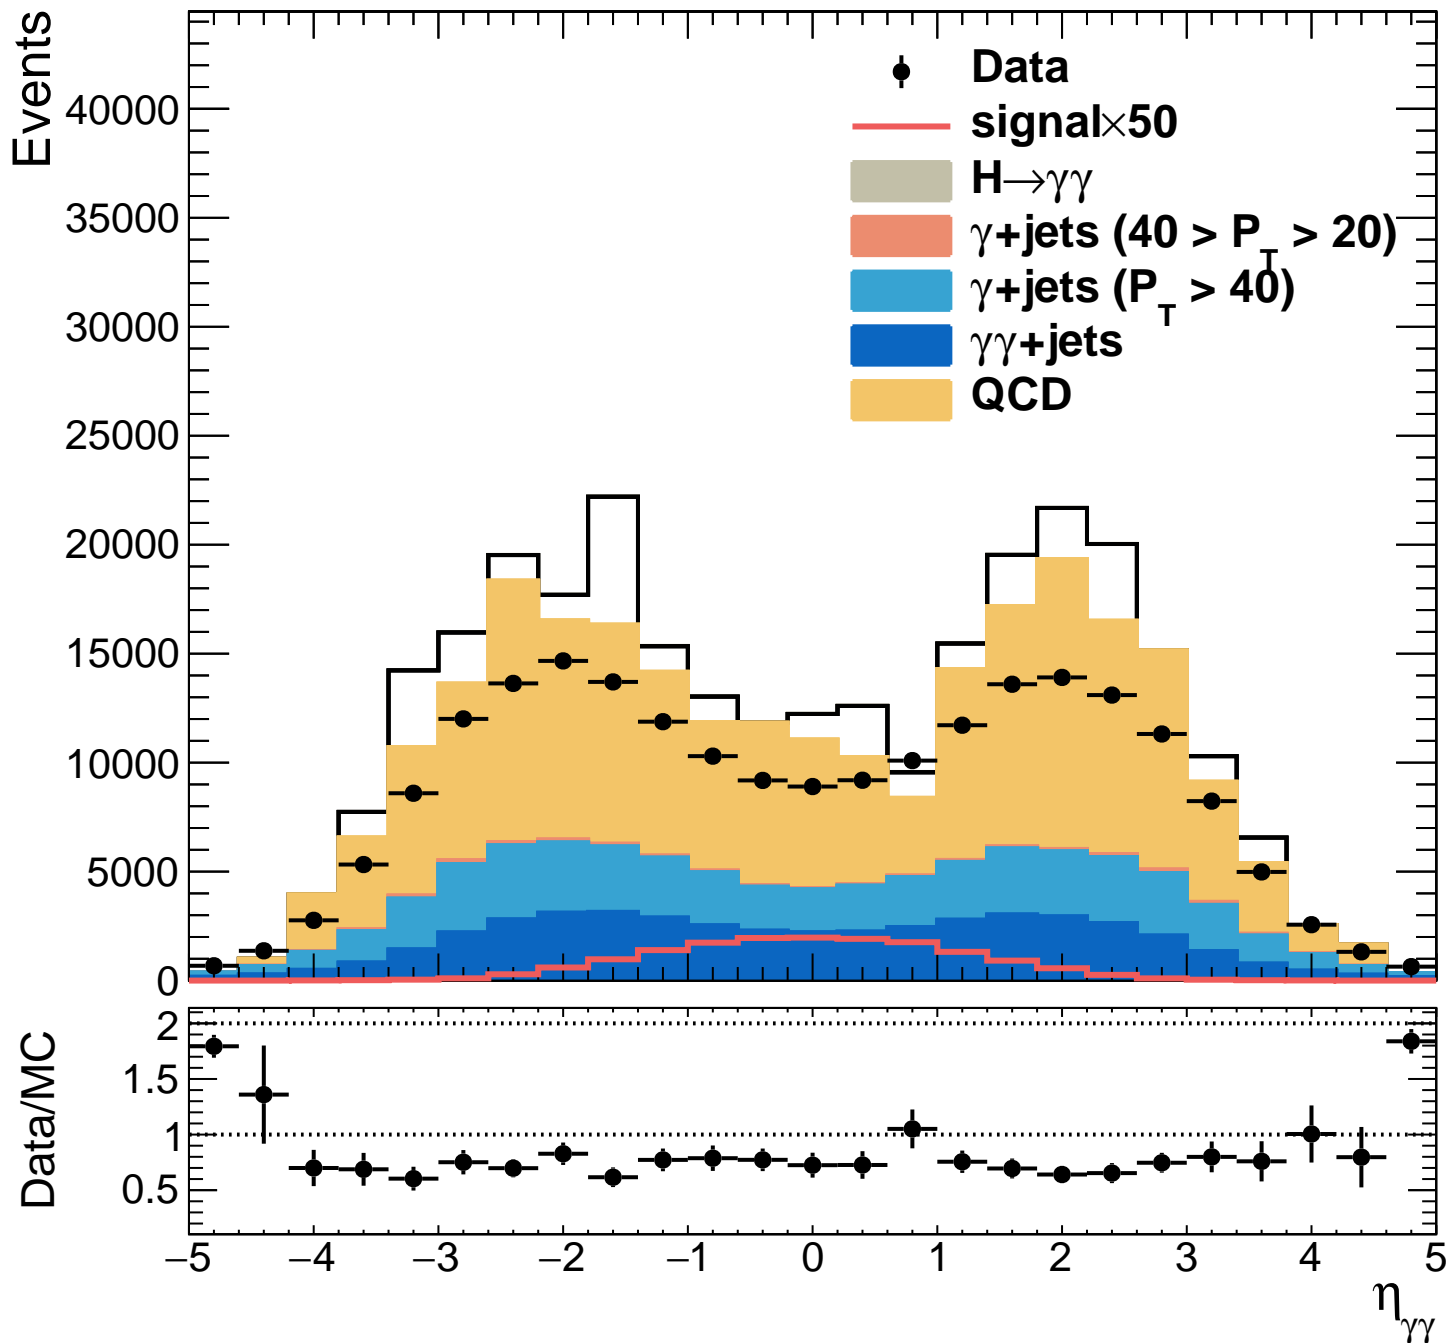 Events
40000
35000
30000
25000
20000
15000
10000
5000
0
Data
signal×50
H→γγ
γ+jets (40 > P_T > 20)
γ+jets (P_T > 40)
γγ+jets
QCD
Data/MC
2
1.5
1
0.5
−5 −4 −3 −2 −1 0 1 2 3 4 5
η_γγ